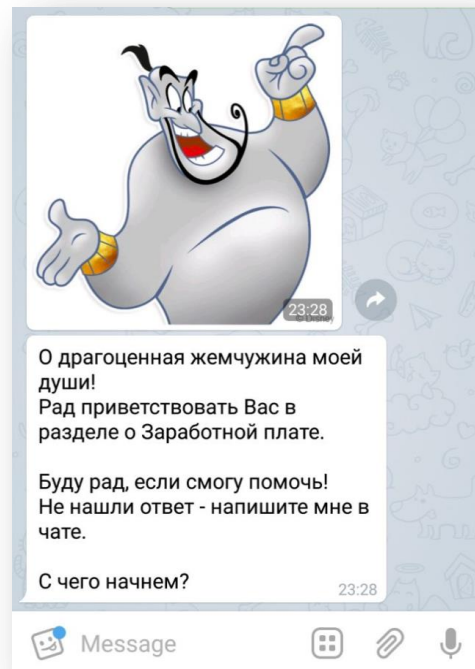 23:28
О драгоценная жемчужина моей
души!
Рад приветствовать Вас в
разделе о Заработной плате.
Буду рад, если смогу помочь!
Не нашли ответ - напишите мне в
чате.
С чего начнем?
23:28
Message